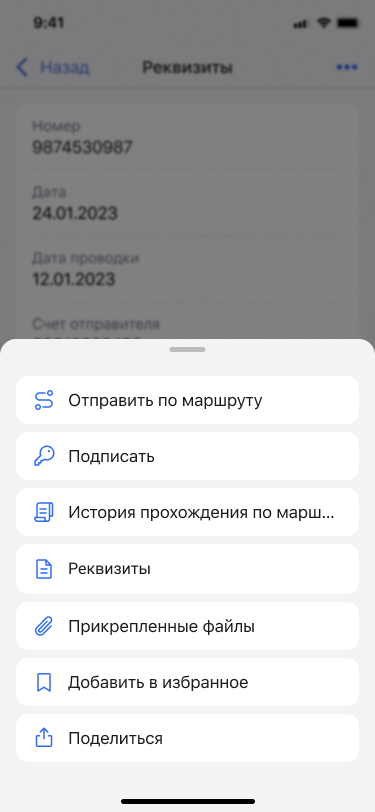 9:41
Назад
Реквизиты
Номер
9874530987
Дата
24.01.2023
Дата проводки
12.01.2023
Счет отправителя
Отправить по маршруту
Подписать
История прохождения по марш...
Реквизиты
Прикрепленные файлы
Добавить в избранное
Поделиться